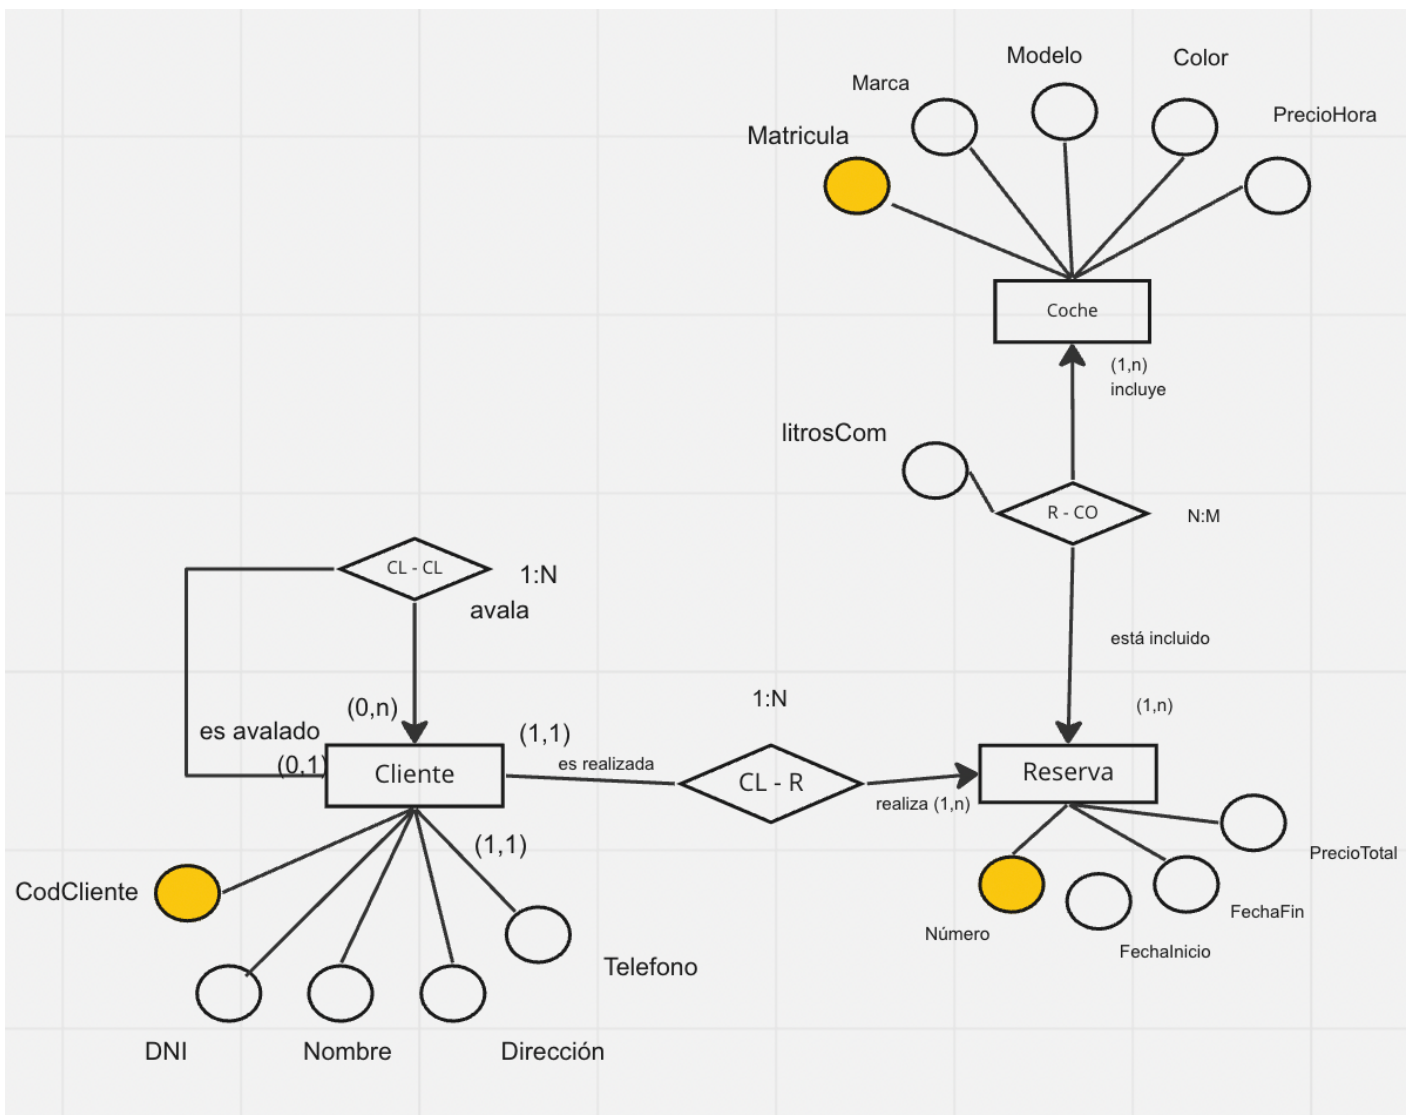 Modelo
Color
Marca
PrecioHora
Matricula
Coche
(1,n)
incluye
litrosCom
R - CO
N:M
CL - CL
1:N
avala
está incluido
(0,n)
es avalado
(0,1)
Cliente
(1,1)
es realizada
1:N
CL - R
realiza (1,n)
(1,n)
Reserva
(1,1)
CodCliente
Telefono
DNI
Nombre
Dirección
Número
FechaInicio
FechaFin
PrecioTotal